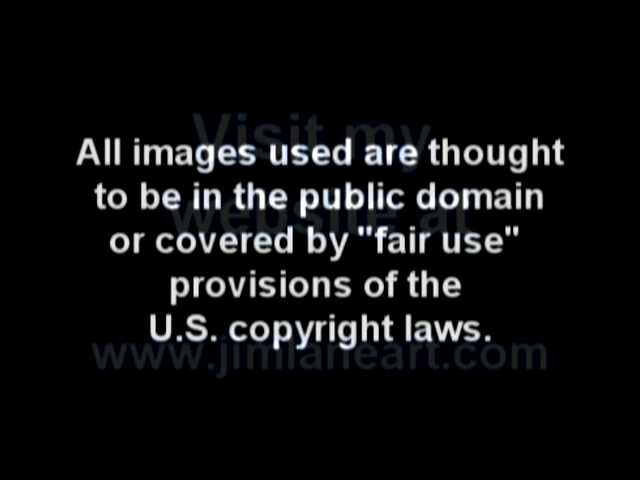 Visit my
All images used are thought
to be in the public domain
website at
or covered by "fair use"
provisions of the
U.S. copyright laws.
www.jimlaneart.com